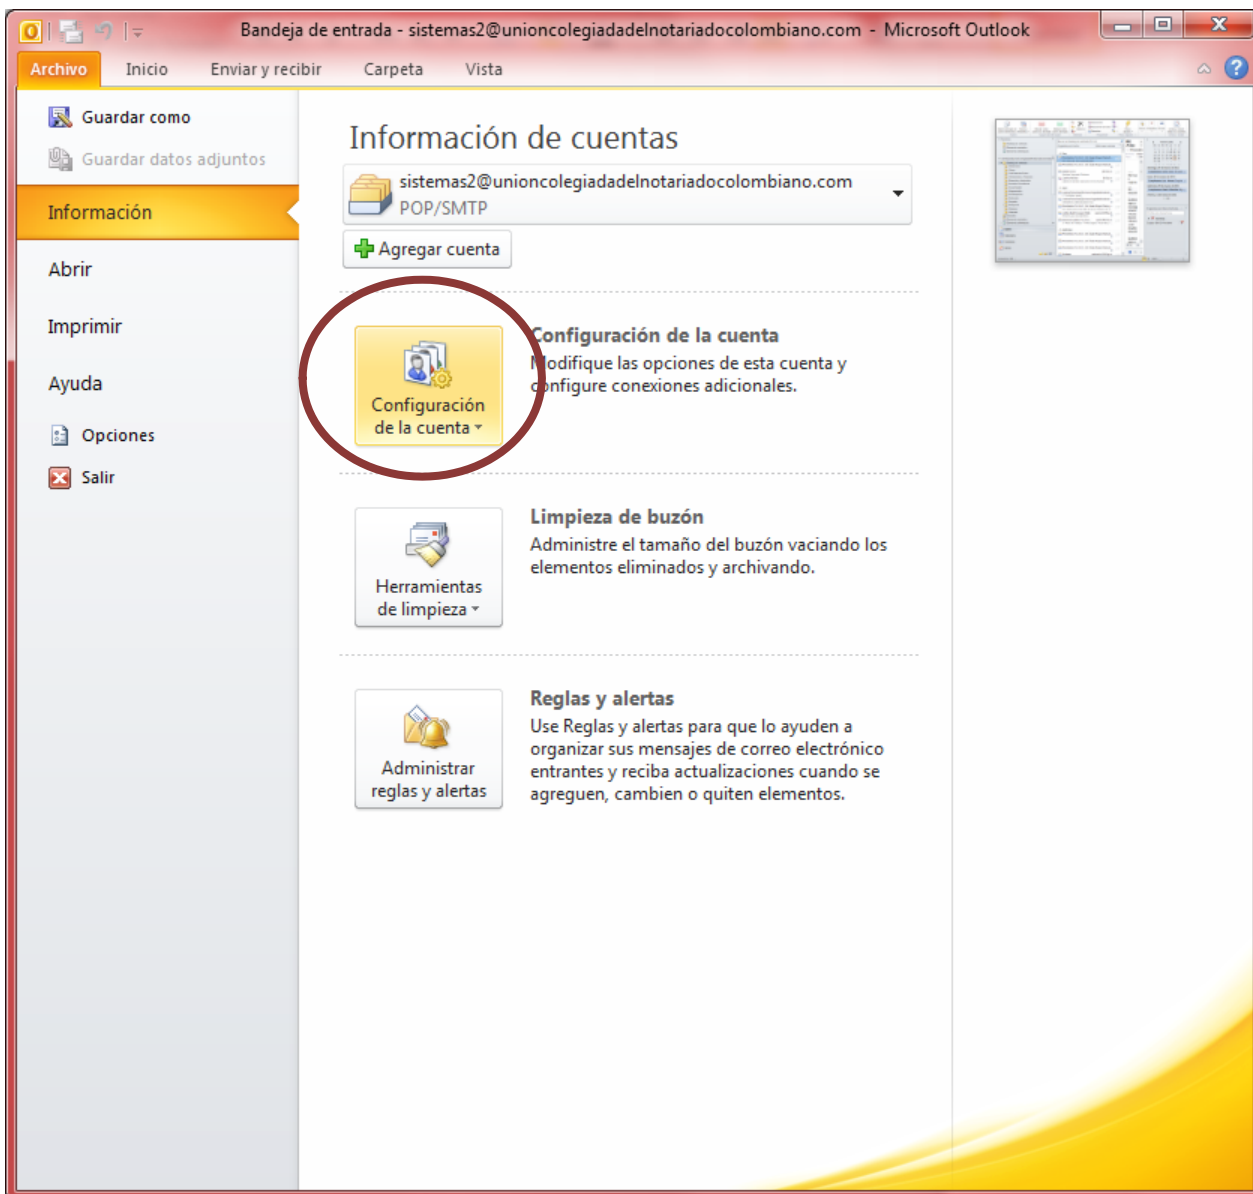 Bandeja de entrada - sistemas2@unioncolegiadadelnotariadocolombiano.com - Microsoft Outlook
Archivo Inicio Enviar y recibir Carpeta Vista
Guardar como
Guardar datos adjuntos
Información
Abrir
Imprimir
Ayuda
Opciones
Salir
Información de cuentas
sistemas2@unioncolegiadadelnotariadocolombiano.com
POP/SMTP
Agregar cuenta
Configuración
de la cuenta
Configuración de la cuenta
Modifique las opciones de esta cuenta y
configure conexiones adicionales.
Herramientas
de limpieza
Limpieza de buzón
Administre el tamaño del buzón vaciando los
elementos eliminados y archivando.
Administrar
reglas y alertas
Reglas y alertas
Use Reglas y alertas para que lo ayuden a
organizar sus mensajes de correo electrónico
entrantes y reciba actualizaciones cuando se
agreguen, cambien o quiten elementos.